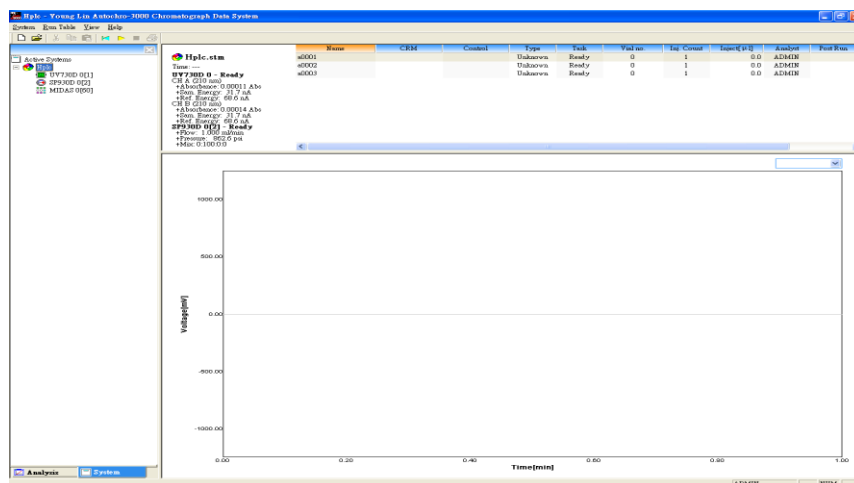 Hplc - Young Lin Autochro-3000 Chromatograph Data System
System Run Table View Help
Active Systems
Hplc
UV730D 0[1]
SP930D 0[2]
MIDAS 0[60]
Hplc.stm
Time: ---
UV730D 0 - Ready
CH A (210 nm)
+Absorbance: 0.00011 Abs
+Sam. Energy: 31.7 nA
+Ref. Energy: 68.6 nA
CH B (210 nm)
+Absorbance: 0.00014 Abs
+Sam. Energy: 31.7 nA
+Ref. Energy: 68.6 nA
SP930D 0[2] - Ready
+Flow: 1.000 ml/min
+Pressure: 862.6 psi
+Mix: 0:100:0:0
Name CRM Control Type Task Vial no. Inj. Count Inject[µl] Analyst Post Run
s0001 Unknown Ready 0 1 0.0 ADMIN
s0002 Unknown Ready 0 1 0.0 ADMIN
s0003 Unknown Ready 0 1 0.0 ADMIN
1000.00
500.00
0.00
-500.00
-1000.00
Voltage[mV]
0.00 0.20 0.40 0.60 0.80 1.00
Time[min]
Analysis System